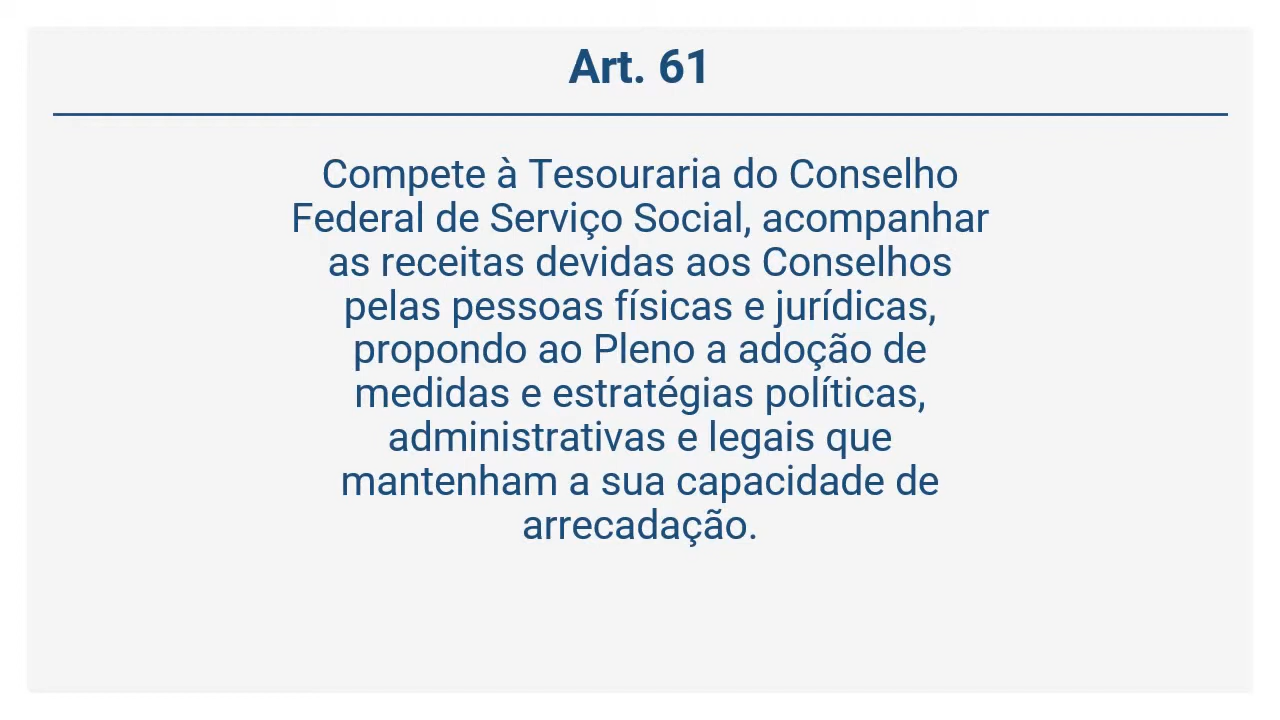 Art. 61
Compete à Tesouraria do Conselho
Federal de Serviço Social, acompanhar
as receitas devidas aos Conselhos
pelas pessoas físicas e jurídicas,
propondo ao Pleno a adoção de
medidas e estratégias políticas,
administrativas e legais que
mantenham a sua capacidade de
arrecadação.